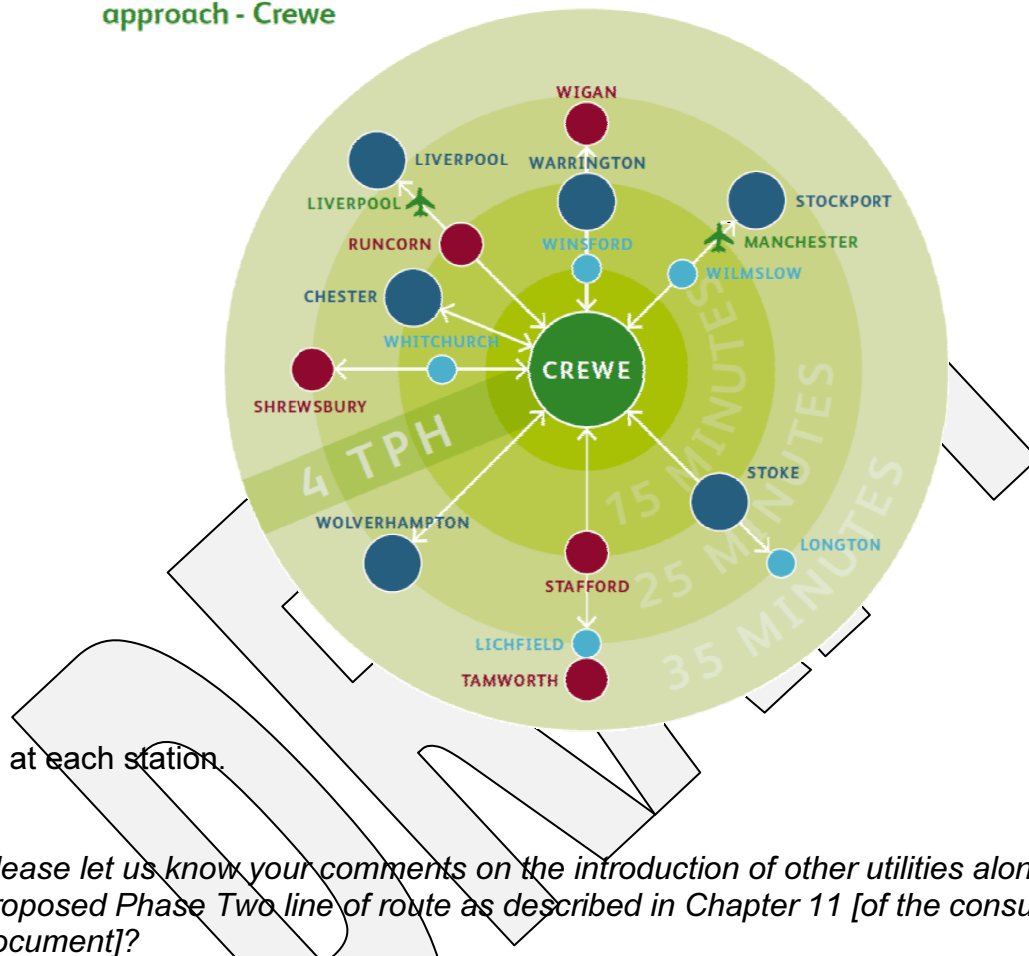 approach - Crewe
WIGAN
LIVERPOOL
WARRINGTON
LIVERPOOL
STOCKPORT
RUNCORN
WINSFORD
MANCHESTER
WILMSLOW
CHESTER
WHITCHURCH
CREWE
SHREWSBURY
4 TPH
15 MINUTES
25 MINUTES
35 MINUTES
STOKE
WOLVERHAMPTON
LONGTON
STAFFORD
LICHFIELD
TAMWORTH
at each station.
lease let us know your comments on the introduction of other utilities alon
roposed Phase Two line of route as described in Chapter 11 [of the consu
ocument]?